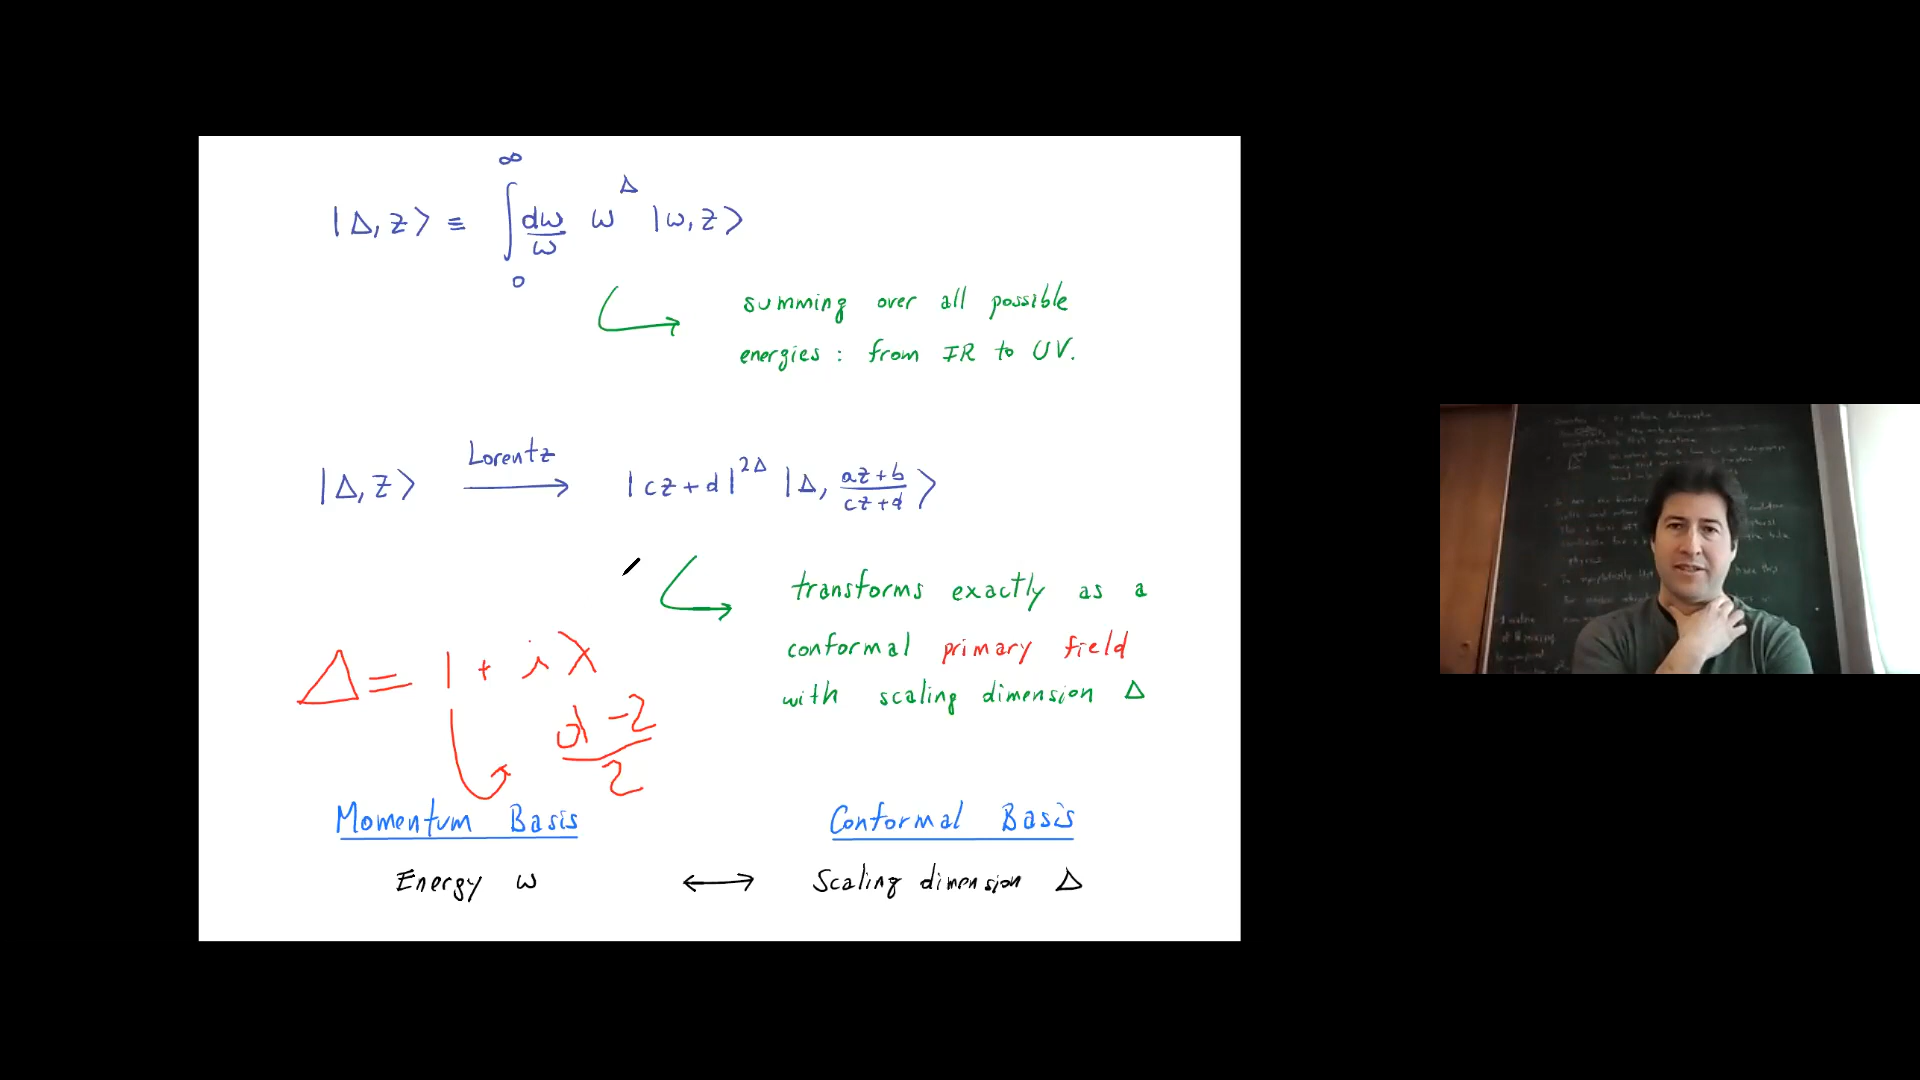 |Δ, z⟩ ≡ ∫₀^∞ dω/ω ω^Δ |ω, z⟩
summing over all possible
energies : from IR to UV.
|Δ, z⟩ Lorentz → |cz+d|^{2Δ} |Δ, (az+b)/(cz+d)⟩
transforms exactly as a
conformal primary field
with scaling dimension Δ
Δ = 1 + iλ
(d-2)/2
Momentum Basis Conformal Basis
Energy ω ↔ Scaling dimension Δ